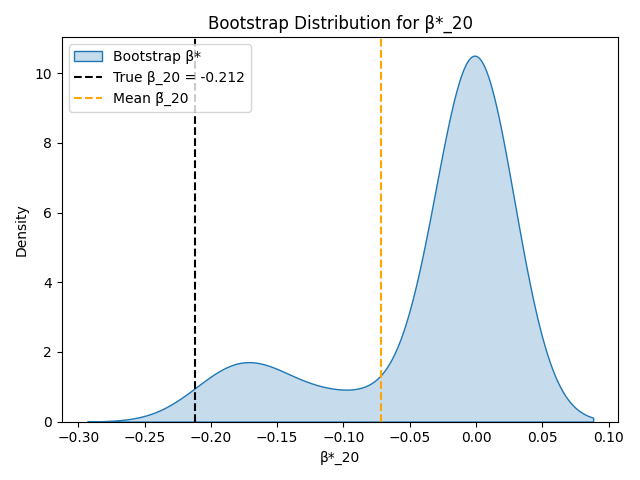 Bootstrap Distribution for β*_20
Bootstrap β*
True β_20 = -0.212
Mean β̂_20
Density
10
8
6
4
2
0
−0.30
−0.25
−0.20
−0.15
−0.10
−0.05
0.00
0.05
0.10
β*_20